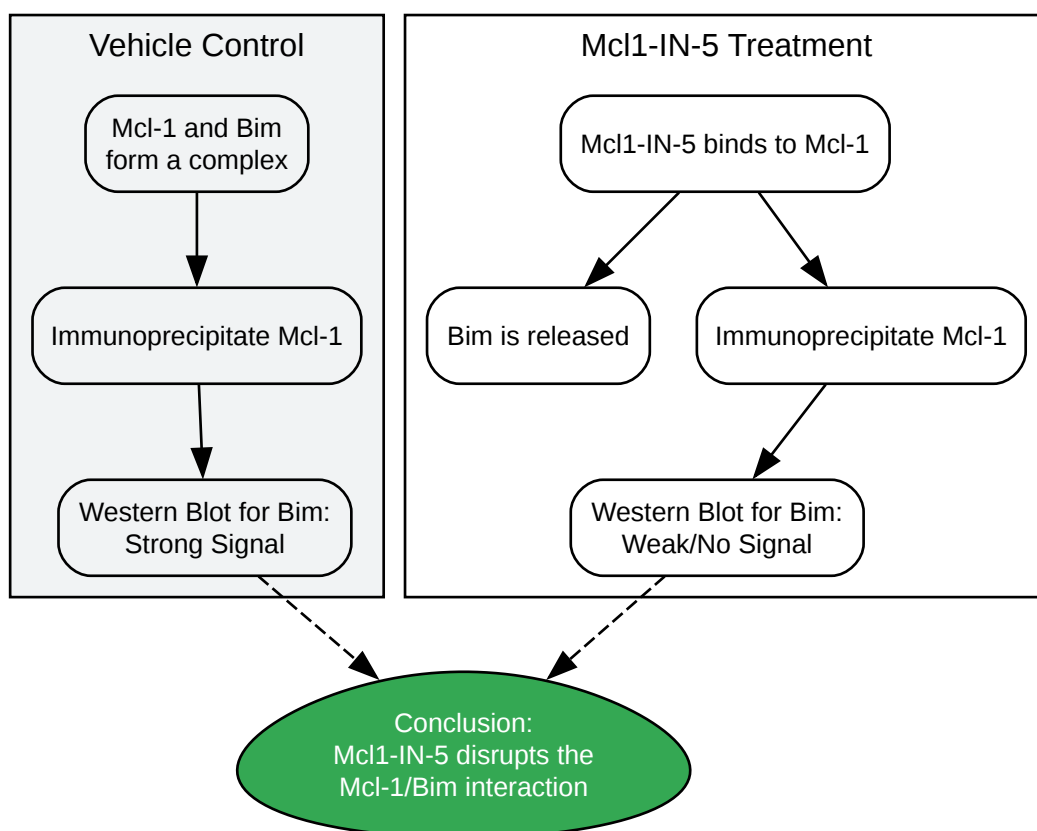 Vehicle Control
Mcl-1 and Bim
form a complex
Immunoprecipitate Mcl-1
Western Blot for Bim:
Strong Signal
Mcl1-IN-5 Treatment
Mcl1-IN-5 binds to Mcl-1
Bim is released
Immunoprecipitate Mcl-1
Western Blot for Bim:
Weak/No Signal
Conclusion:
Mcl1-IN-5 disrupts the
Mcl-1/Bim interaction